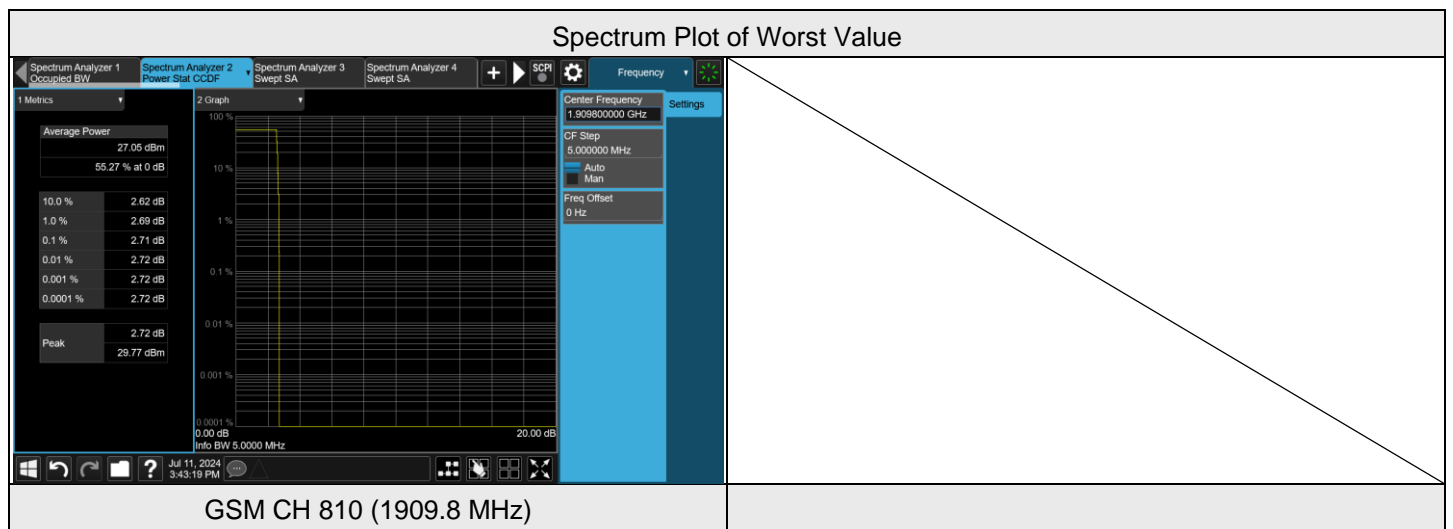 Spectrum Plot of Worst Value
Spectrum Analyzer 1
Occupied BW
Spectrum Analyzer 2
Power Stat CCDF
Spectrum Analyzer 3
Swept SA
Spectrum Analyzer 4
Swept SA
SCPI
Frequency
1 Metrics
Average Power
27.05 dBm
55.27 % at 0 dB
10.0 % 2.62 dB
1.0 % 2.69 dB
0.1 % 2.71 dB
0.01 % 2.72 dB
0.001 % 2.72 dB
0.0001 % 2.72 dB
Peak
2.72 dB
29.77 dBm
2 Graph
100 %
10 %
1 %
0.1 %
0.01 %
0.001 %
0.0001 %
0.00 dB 20.00 dB
Info BW 5.0000 MHz
Center Frequency
1.909800000 GHz
CF Step
5.000000 MHz
Auto
Man
Freq Offset
0 Hz
Settings
Jul 11, 2024
3:43:19 PM
GSM CH 810 (1909.8 MHz)